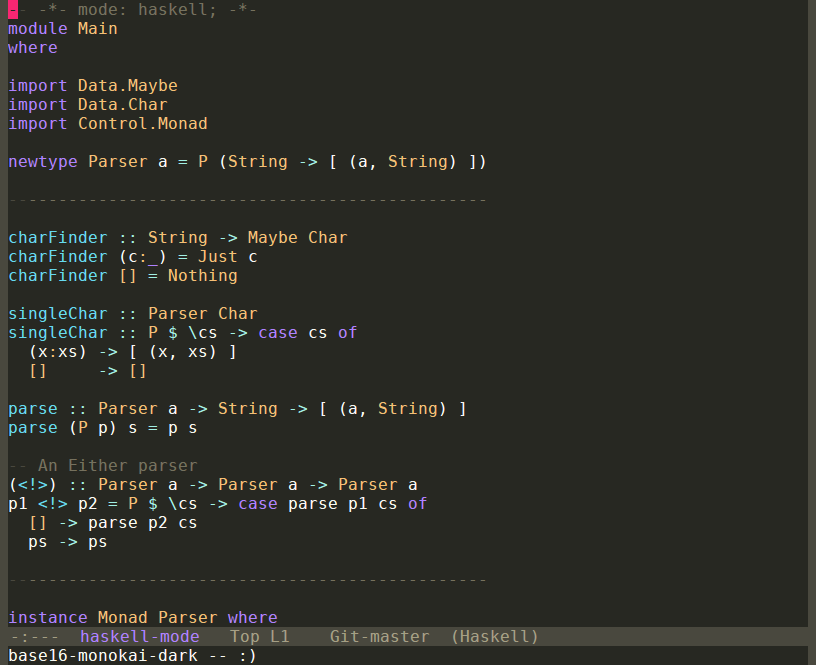 -- -*- mode: haskell; -*-
module Main
where
import Data.Maybe
import Data.Char
import Control.Monad
newtype Parser a = P (String -> [ (a, String) ])
------------------------------------------------
charFinder :: String -> Maybe Char
charFinder (c:_) = Just c
charFinder [] = Nothing
singleChar :: Parser Char
singleChar :: P $ \cs -> case cs of
  (x:xs) -> [ (x, xs) ]
  []     -> []
parse :: Parser a -> String -> [ (a, String) ]
parse (P p) s = p s
-- An Either parser
(<!>) :: Parser a -> Parser a -> Parser a
p1 <!> p2 = P $ \cs -> case parse p1 cs of
  [] -> parse p2 cs
  ps -> ps
------------------------------------------------
instance Monad Parser where
-:---  haskell-mode   Top L1    Git-master  (Haskell)
base16-monokai-dark -- :)